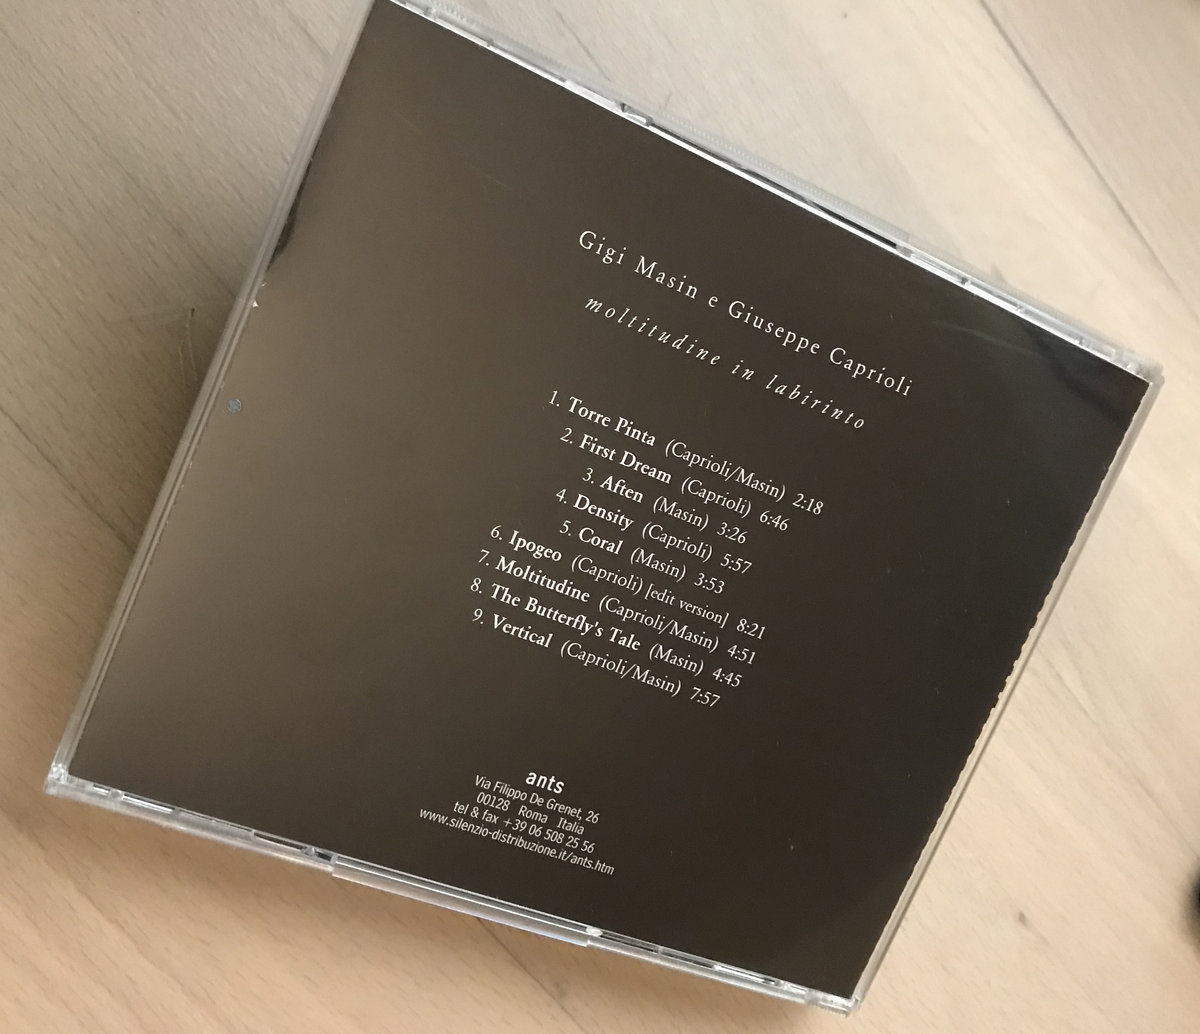 Gigi Masin e Giuseppe Caprioli
moltitudine in labirinto
1. Torre Pinta (Caprioli/Masin) 2:18
2. First Dream (Caprioli) 6:46
3. Aften (Masin) 3:26
4. Density (Caprioli) 5:57
5. Coral (Masin) 3:53
6. Ipogeo (Caprioli) [edit version] 8:21
7. Moltitudine (Caprioli/Masin) 4:51
8. The Butterfly's Tale (Masin) 4:45
9. Vertical (Caprioli/Masin) 7:57
ants
Via Filippo De Grenet, 26
00128 Roma Italia
tel & fax +39 06 508 25 56
www.silenzio-distribuzione.it/ants.htm